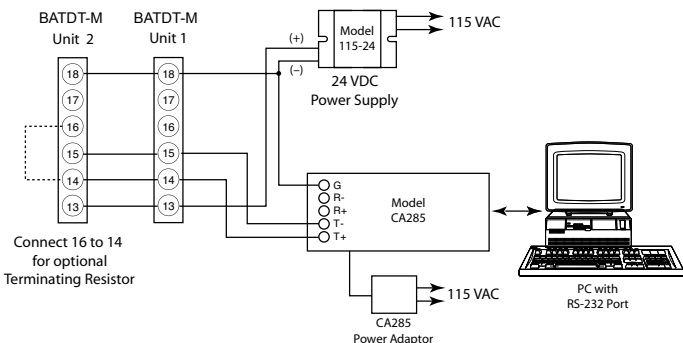 BATDT-M
Unit 2
BATDT-M
Unit 1
18
17
16
15
14
13
18
17
16
15
14
13
Connect 16 to 14
for optional
Terminating Resistor
(+)
(–)
Model
115-24
115 VAC
24 VDC
Power Supply
G
R-
R+
T-
T+
Model
CA285
115 VAC
CA285
Power Adaptor
PC with
RS-232 Port